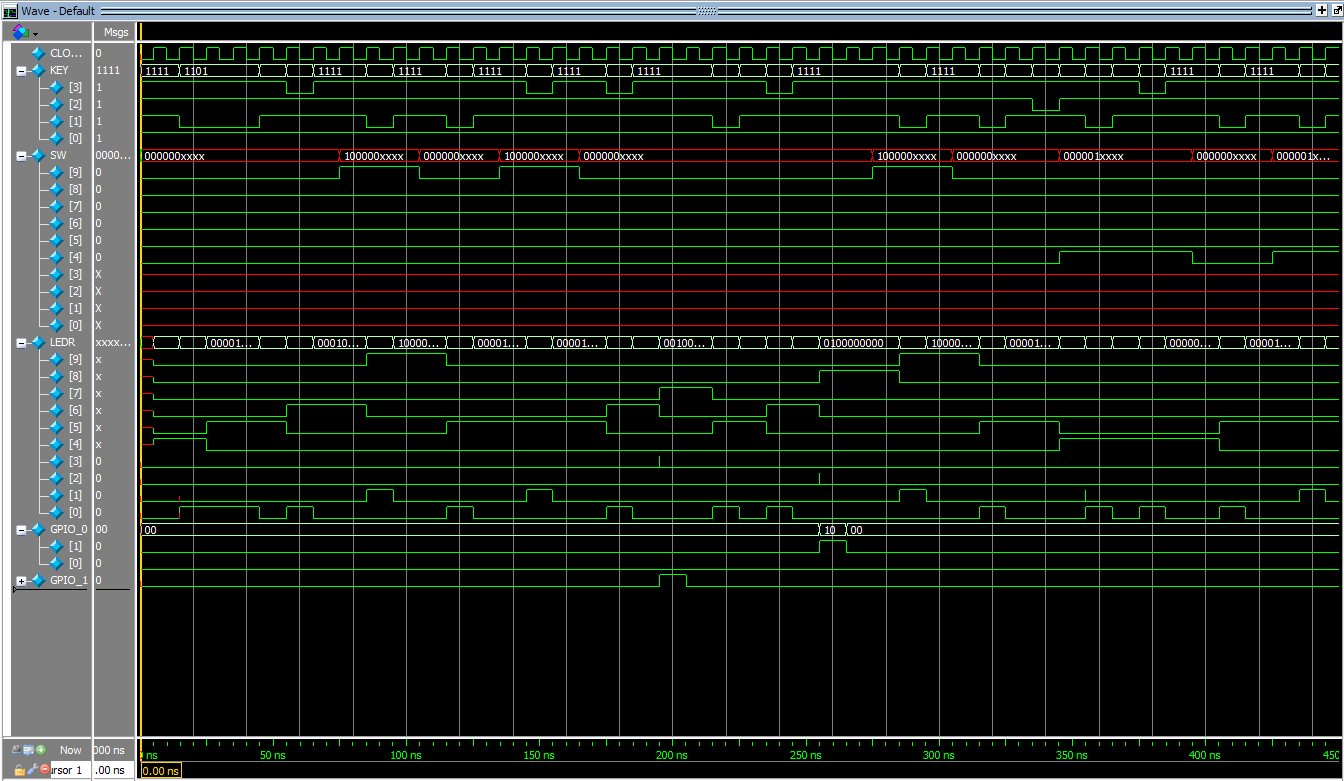 Wave - Default
Msgs
CLO... 0
KEY 1111 1111 1101 1111 1111 1111 1111 1111 1111 1111 1111 1111
[3] 1
[2] 1
[1] 1
[0] 1
SW 0000... 000000xxxx 100000xxxx 000000xxxx 100000xxxx 000000xxxx 100000xxxx 000000xxxx 000001xxxx 000000xxxx 000001x...
[9] 0
[8] 0
[7] 0
[6] 0
[5] 0
[4] 0
[3] X
[2] X
[1] X
[0] X
LEDR xxxx... 00001... 00010... 10000... 00001... 00001... 00100... 0100000000 10000... 00001... 00000... 00001...
[9] x
[8] x
[7] x
[6] x
[5] x
[4] x
[3] 0
[2] 0
[1] 0
[0] 0
GPIO_0 00 00 10 00
[1] 0
[0] 0
GPIO_1 0
Now 000 ns ns 50 ns 100 ns 150 ns 200 ns 250 ns 300 ns 350 ns 400 ns 450
ursor 1 .00 ns 0.00 ns